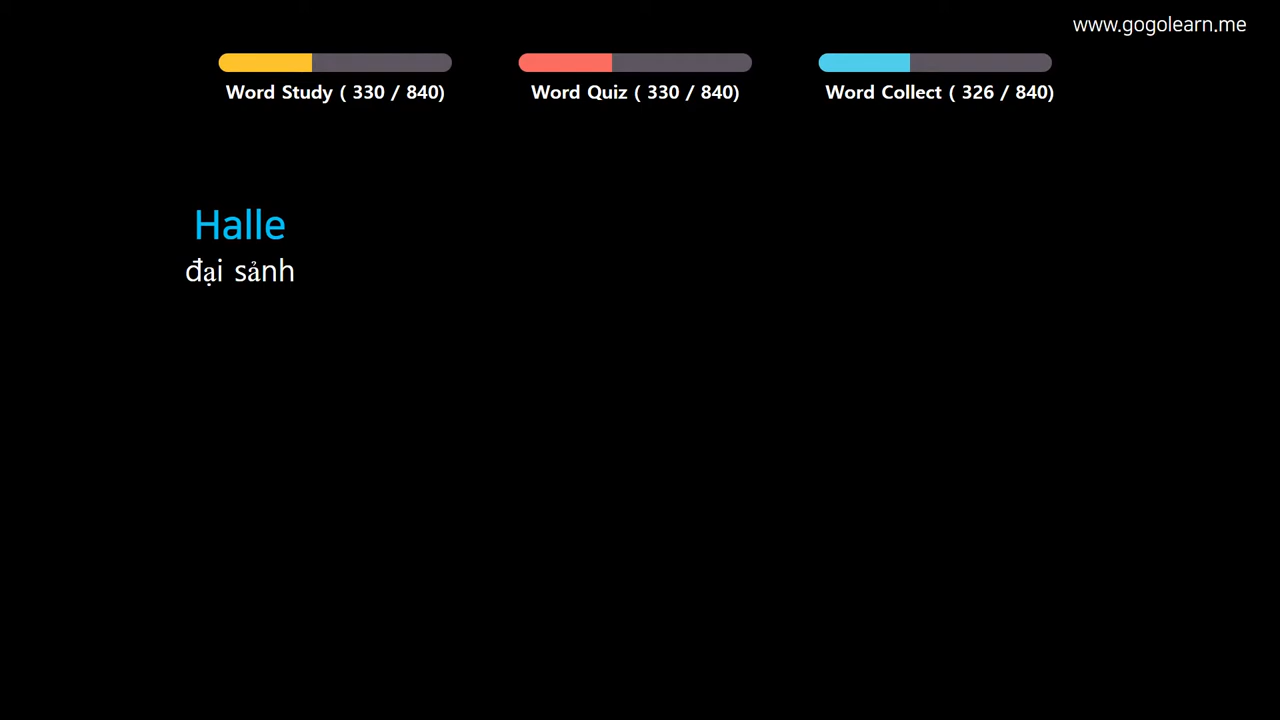 www.gogolearn.me
Word Study ( 330 / 840)
Word Quiz ( 330 / 840)
Word Collect ( 326 / 840)
Halle
đại sảnh